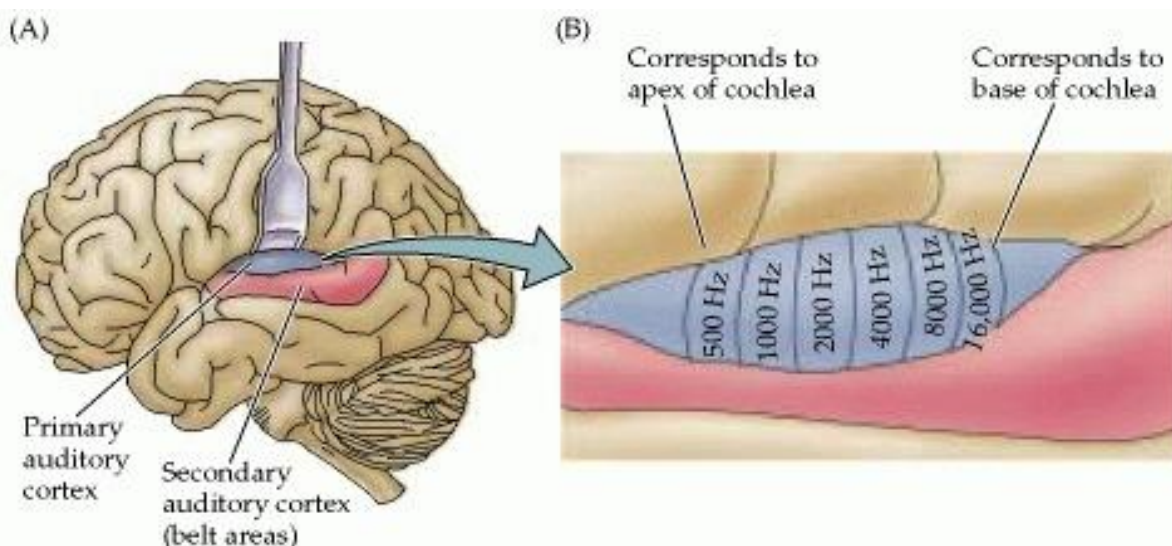 (A)
Primary
auditory
cortex
Secondary
auditory cortex
(belt areas)
(B)
Corresponds to
apex of cochlea
Corresponds to
base of cochlea
500 Hz
1000 Hz
2000 Hz
4000 Hz
8000 Hz
16,000 Hz